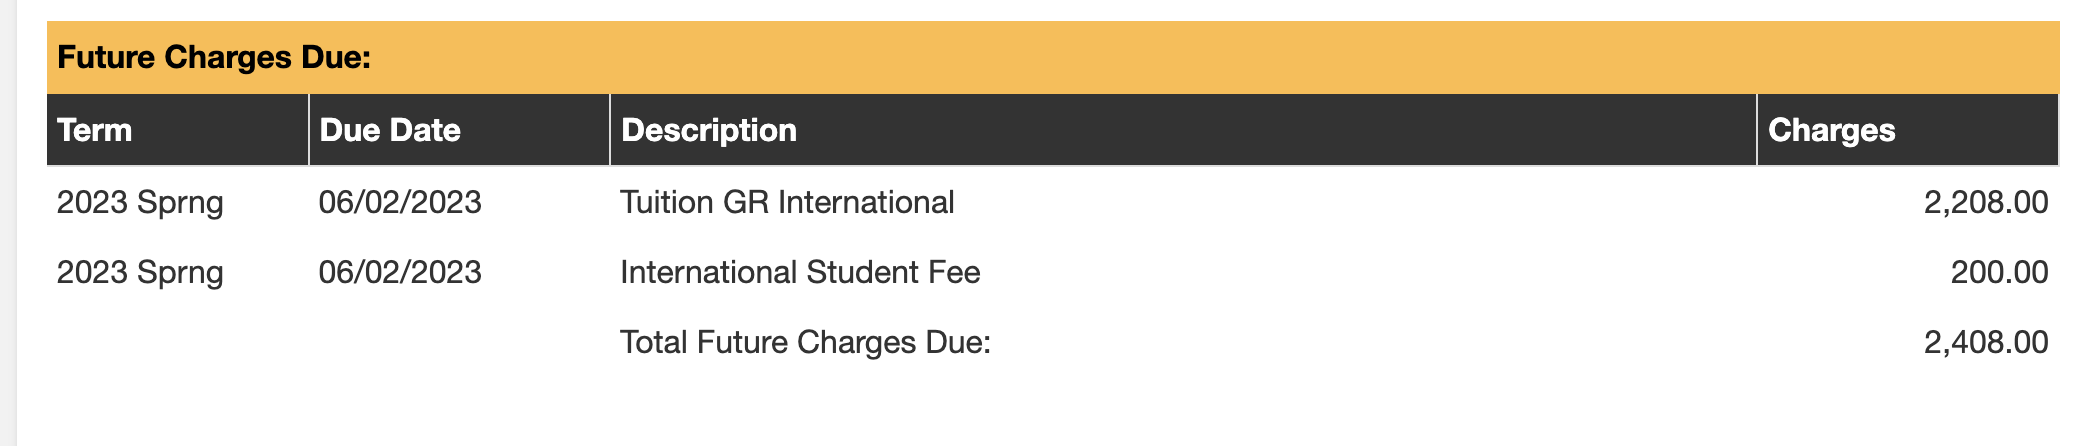 Future Charges Due:
Term Due Date Description Charges
2023 Sprng 06/02/2023 Tuition GR International 2,208.00
2023 Sprng 06/02/2023 International Student Fee 200.00
Total Future Charges Due: 2,408.00